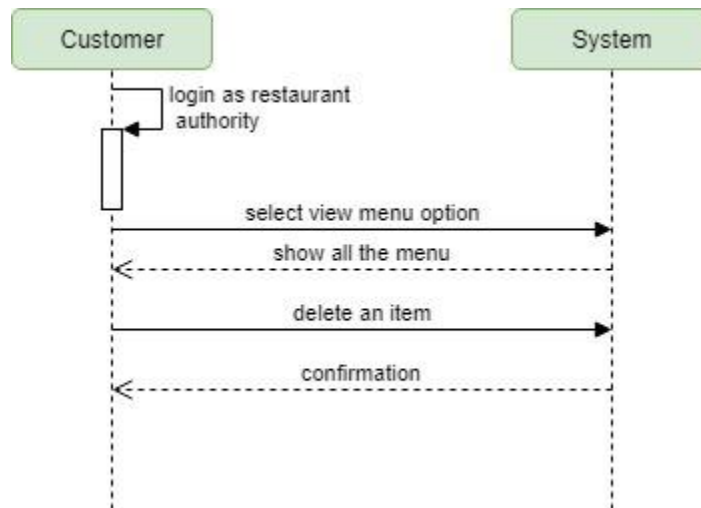 Customer
System
login as restaurant
authority
select view menu option
show all the menu
delete an item
confirmation